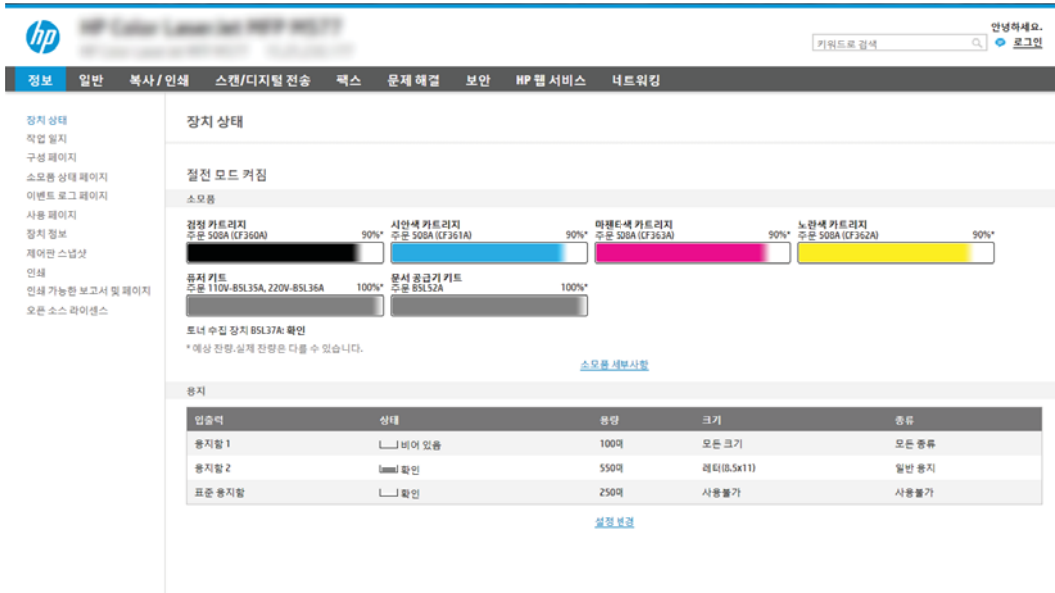 hp
안녕하세요.
키워드로 검색
로그인
정보 일반 복사 / 인쇄 스캔/디지털 전송 팩스 문제 해결 보안 HP 웹 서비스 네트워킹
장치 상태
작업 일지
구성 페이지
소모품 상태 페이지
이벤트 로그 페이지
사용 페이지
장치 정보
제어판 스냅샷
인쇄
인쇄 가능한 보고서 및 페이지
오픈 소스 라이센스
장치 상태
절전 모드 켜짐
소모품
검정 카트리지
주문 508A (CF360A) 90%*
시안색 카트리지
주문 508A (CF361A) 90%*
마젠타색 카트리지
주문 508A (CF363A) 90%*
노란색 카트리지
주문 508A (CF362A) 90%*
퓨저 키트
주문 110V-B5L35A, 220V-B5L36A 100%*
문서 공급기 키트
주문 B5L52A 100%*
토너 수집 장치 B5L37A: 확인
* 예상 잔량.실제 잔량은 다를 수 있습니다.
소모품 세부사항
용지
입출력 상태 용량 크기 종류
용지함 1 비어 있음 100매 모든 크기 모든 종류
용지함 2 확인 550매 레터(8.5x11) 일반 용지
표준 용지함 확인 250매 사용불가 사용불가
설정 변경